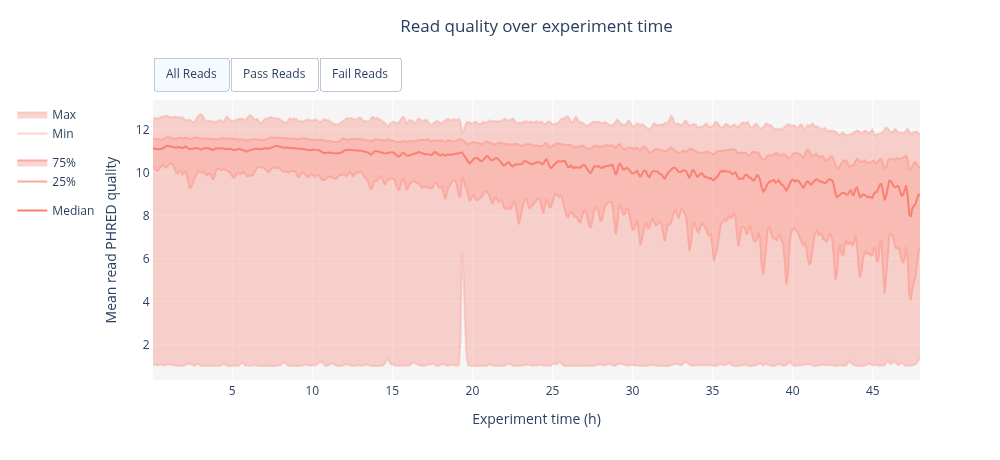 Read quality over experiment time
All Reads Pass Reads Fail Reads
Max
Min
75%
25%
Median
Mean read PHRED quality
12
10
8
6
4
2
5 10 15 20 25 30 35 40 45
Experiment time (h)